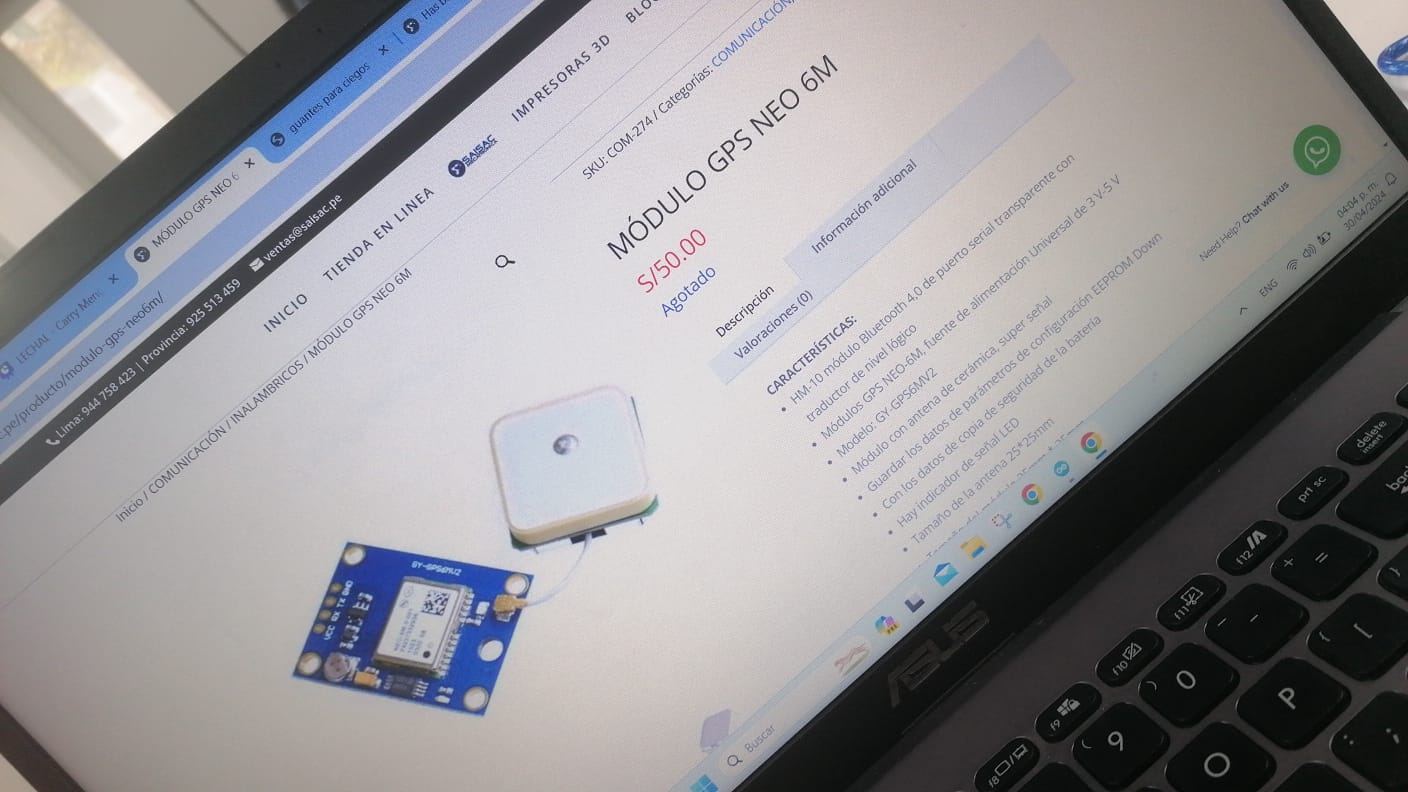 LECHAL - Carry
MÓDULO GPS NEO 6
guantes para ciegos
Has
pe/producto/modulo-gps-neo6m/
Lima: 944 758 423 | Provincia: 925 513 459
ventas@saisac.pe
INICIO
TIENDA EN LINEA
SAISAC
IMPRESORAS 3D
Inicio / COMUNICACIÓN / INALAMBRICOS / MÓDULO GPS NEO 6M
SKU: COM-274 / Categorías: COMUNICACIÓN,
MÓDULO GPS NEO 6M
S/50.00
Agotado
Descripción
Información adicional
Valoraciones (0)
CARACTERÍSTICAS:
• HM-10 módulo Bluetooth 4,0 de puerto serial transparente con
traductor de nivel lógico
• Módulos GPS NEO-6M, fuente de alimentación Universal de 3 V-5 V
• Modelo: GY-GPS6MV2
• Módulo con antena de cerámica, super señal
• Guardar los datos de parámetros de configuración EEPROM Down
• Con los datos de copia de seguridad de la batería
• Hay indicador de señal LED
• Tamaño de la antena 25*25mm
GY-GPS6MV2
VCC RX TX GND
Need Help? Chat with us
Buscar
ENG
04:04 p. m.
30/04/2024
ASUS
f8
f9
f10
f11
f12
prt sc
delete
insert
9
0
-
+
=
O
P
{
[